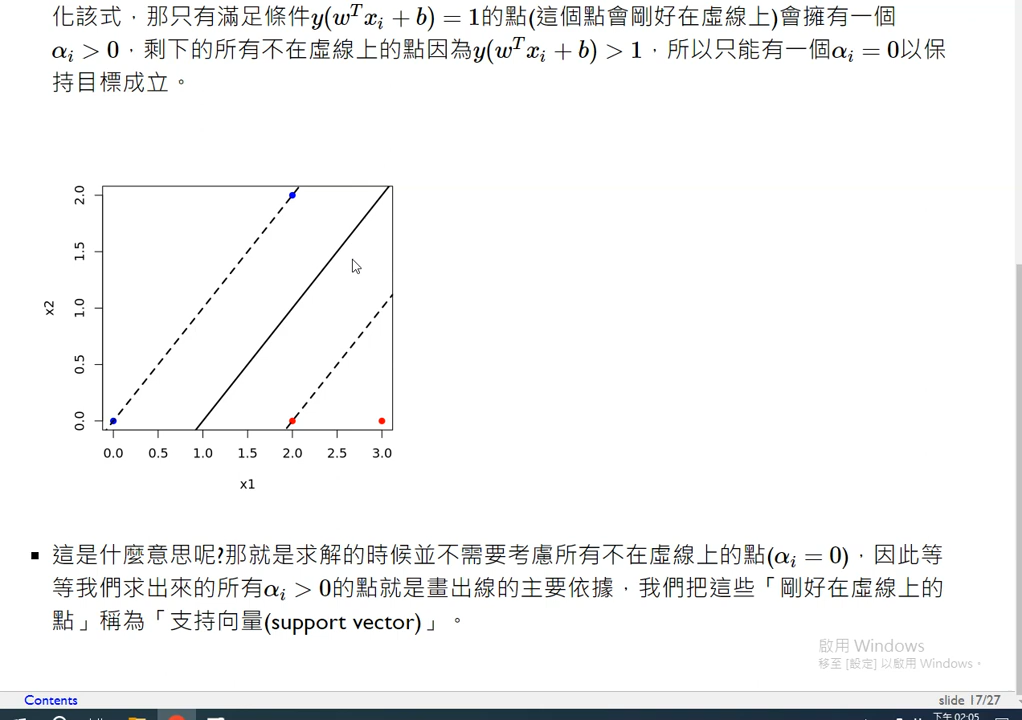 化該式，那只有滿足條件y(wᵀxᵢ + b) = 1的點(這個點會剛好在虛線上)會擁有一個
αᵢ > 0，剩下的所有不在虛線上的點因為y(wᵀxᵢ + b) > 1，所以只能有一個αᵢ = 0以保
持目標成立。
2.0
1.5
1.0
0.5
0.0
x2
0.0 0.5 1.0 1.5 2.0 2.5 3.0
x1
▪ 這是什麼意思呢?那就是求解的時候並不需要考慮所有不在虛線上的點(αᵢ = 0)，因此等
等我們求出來的所有αᵢ > 0的點就是畫出線的主要依據，我們把這些「剛好在虛線上的
點」稱為「支持向量(support vector)」。
啟用 Windows
移至 [設定] 以啟用 Windows。
Contents
slide 17/27
下午 02:05